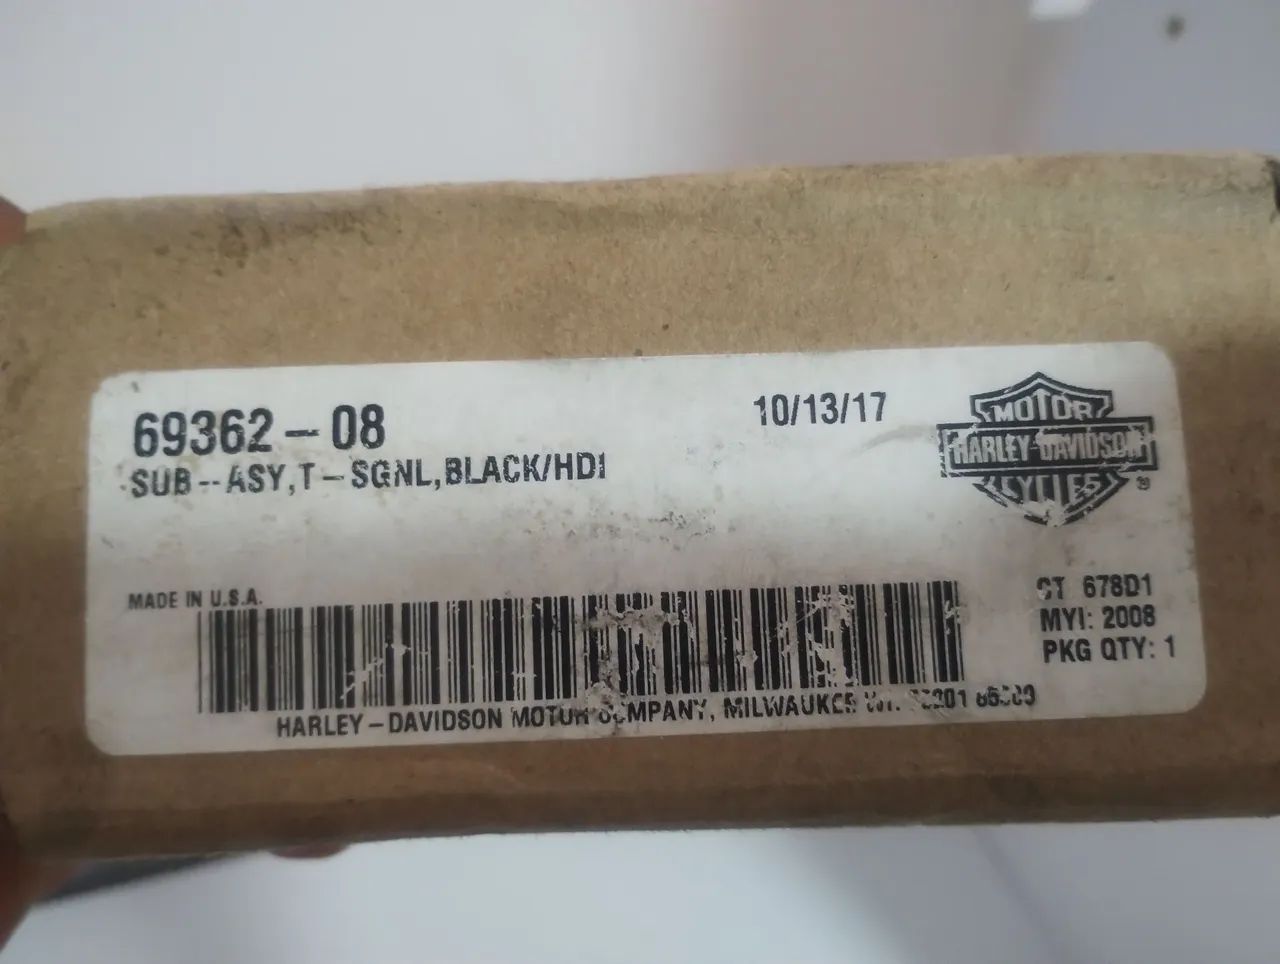 69362-08
10/13/17
SUB--ASY,T-SGNL,BLACK/HDI
MOTOR
HARLEY-DAVIDSON
CYCLES
®
MADE IN U.S.A.
CT 678D1
MYI: 2008
PKG QTY: 1
HARLEY-DAVIDSON MOTOR COMPANY, MILWAUKEE WI.